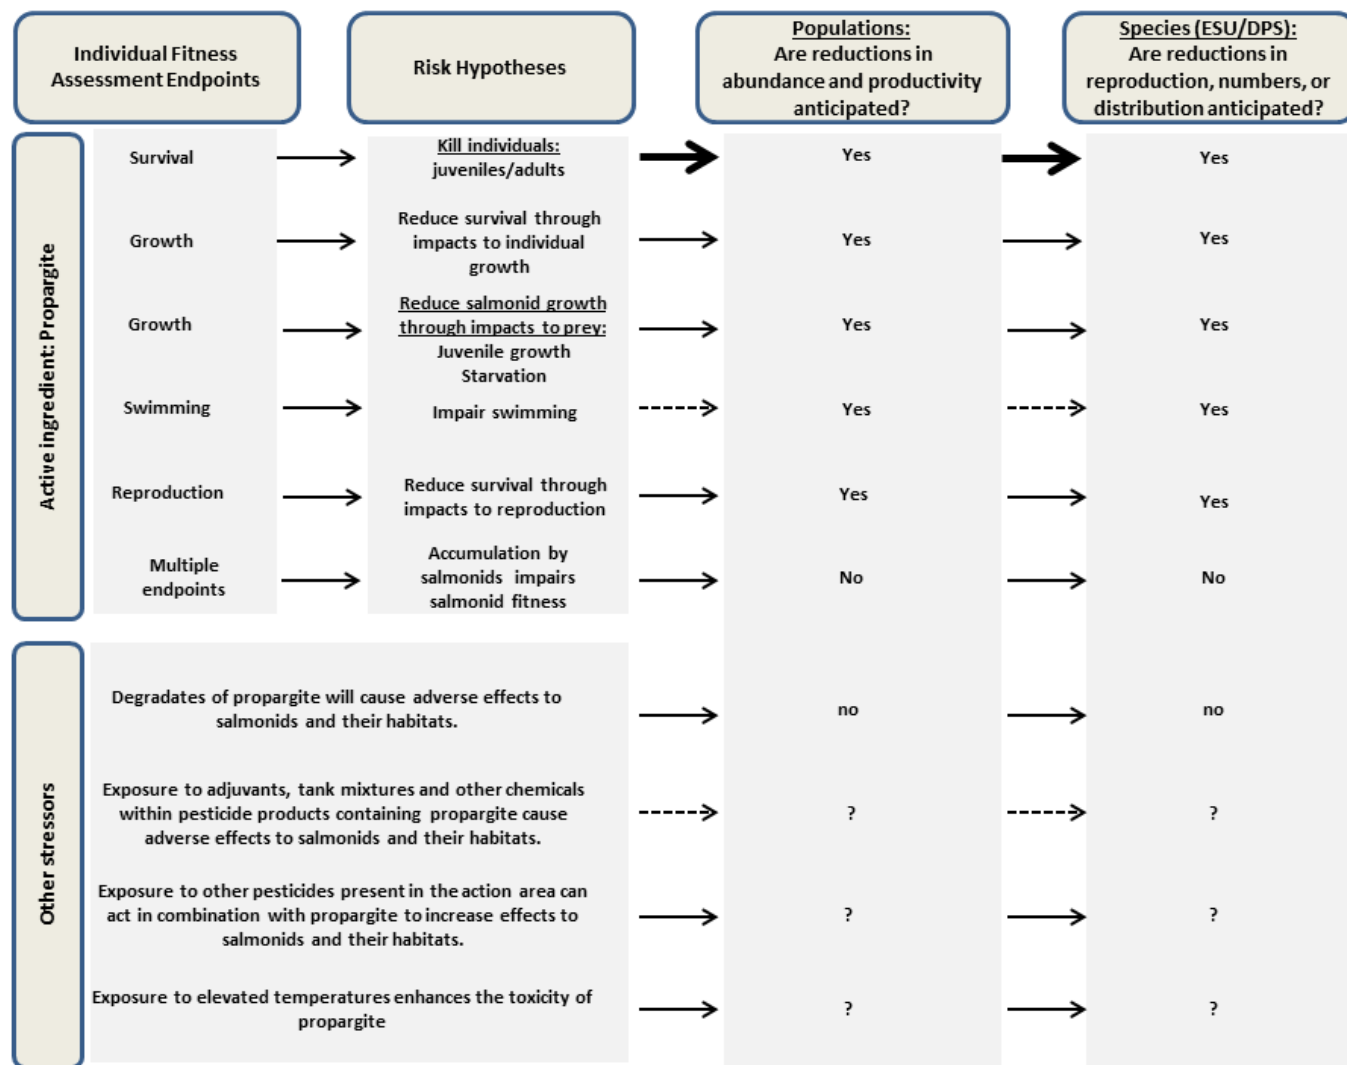 Individual Fitness
Assessment Endpoints
Risk Hypotheses
Populations:
Are reductions in
abundance and productivity
anticipated?
Species (ESU/DPS):
Are reductions in
reproduction, numbers, or
distribution anticipated?
Active ingredient: Propargite
Survival
Kill individuals:
juveniles/adults
Yes
Yes
Growth
Reduce survival through
impacts to individual
growth
Yes
Yes
Growth
Reduce salmonid growth
through impacts to prey:
Juvenile growth
Starvation
Yes
Yes
Swimming
Impair swimming
Yes
Yes
Reproduction
Reduce survival through
impacts to reproduction
Yes
Yes
Multiple
endpoints
Accumulation by
salmonids impairs
salmonid fitness
No
No
Other stressors
Degradates of propargite will cause adverse effects to
salmonids and their habitats.
no
no
Exposure to adjuvants, tank mixtures and other chemicals
within pesticide products containing propargite cause
adverse effects to salmonids and their habitats.
?
?
Exposure to other pesticides present in the action area can
act in combination with propargite to increase effects to
salmonids and their habitats.
?
?
Exposure to elevated temperatures enhances the toxicity of
propargite
?
?